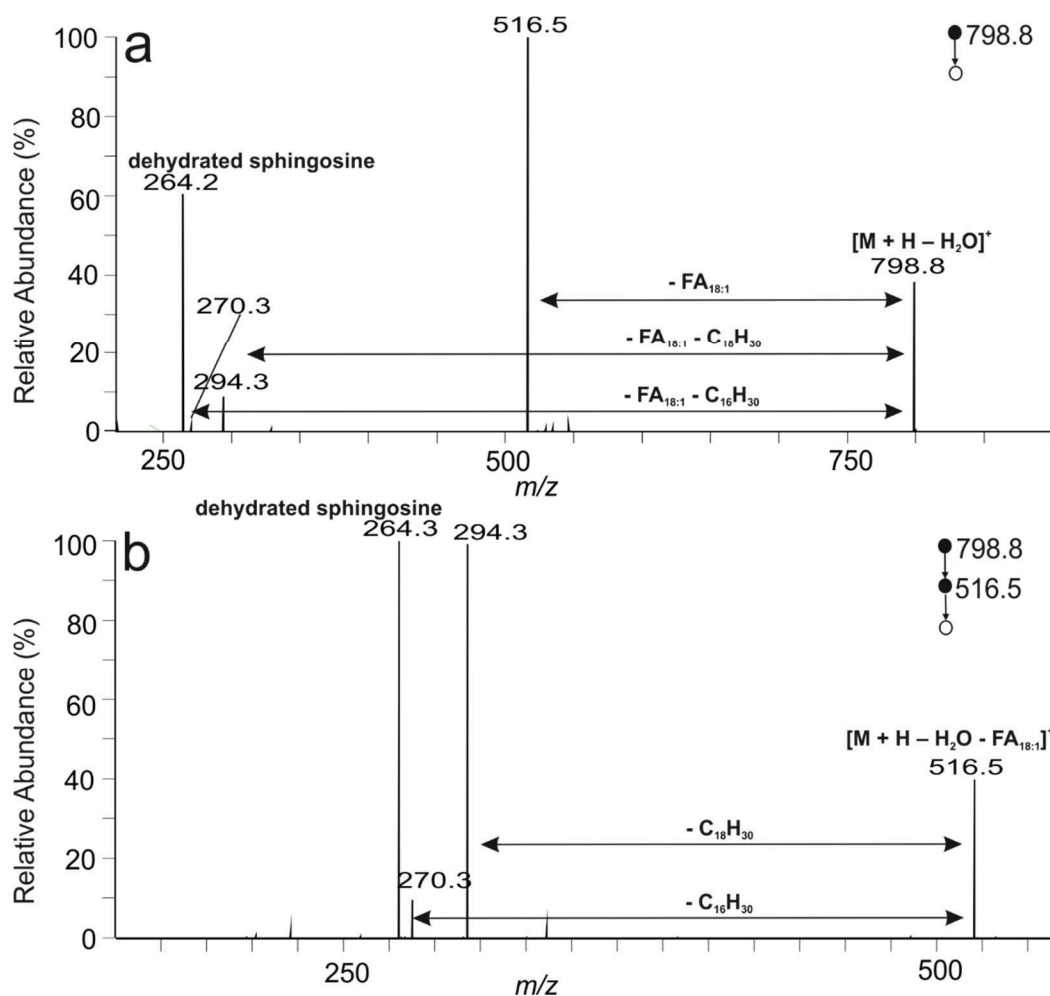 a
516.5
798.8
100
80
60
40
20
0
Relative Abundance (%)
dehydrated sphingosine
264.2
270.3
294.3
[M + H – H₂O]⁺
798.8
- FA₁₈:₁
- FA₁₈:₁ - C₁₈H₃₀
- FA₁₈:₁ - C₁₆H₃₀
250
500
750
m/z
b
dehydrated sphingosine
264.3
294.3
798.8
516.5
100
80
60
40
20
0
Relative Abundance (%)
[M + H – H₂O - FA₁₈:₁]⁺
516.5
- C₁₈H₃₀
270.3
- C₁₆H₃₀
250
500
m/z